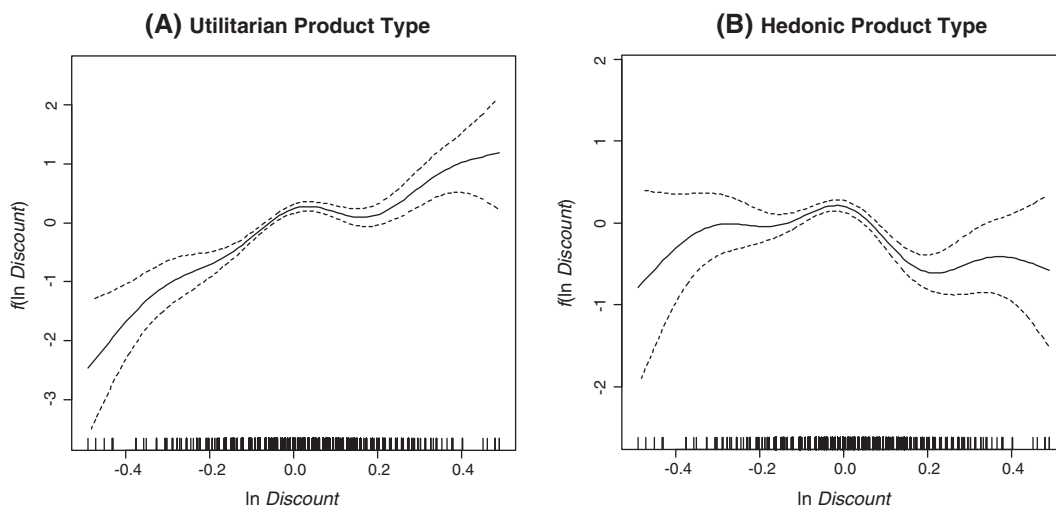 (A) Utilitarian Product Type
f(ln Discount)
2
1
0
-1
-2
-3
-0.4 -0.2 0.0 0.2 0.4
ln Discount
(B) Hedonic Product Type
f(ln Discount)
2
1
0
-1
-2
-0.4 -0.2 0.0 0.2 0.4
ln Discount